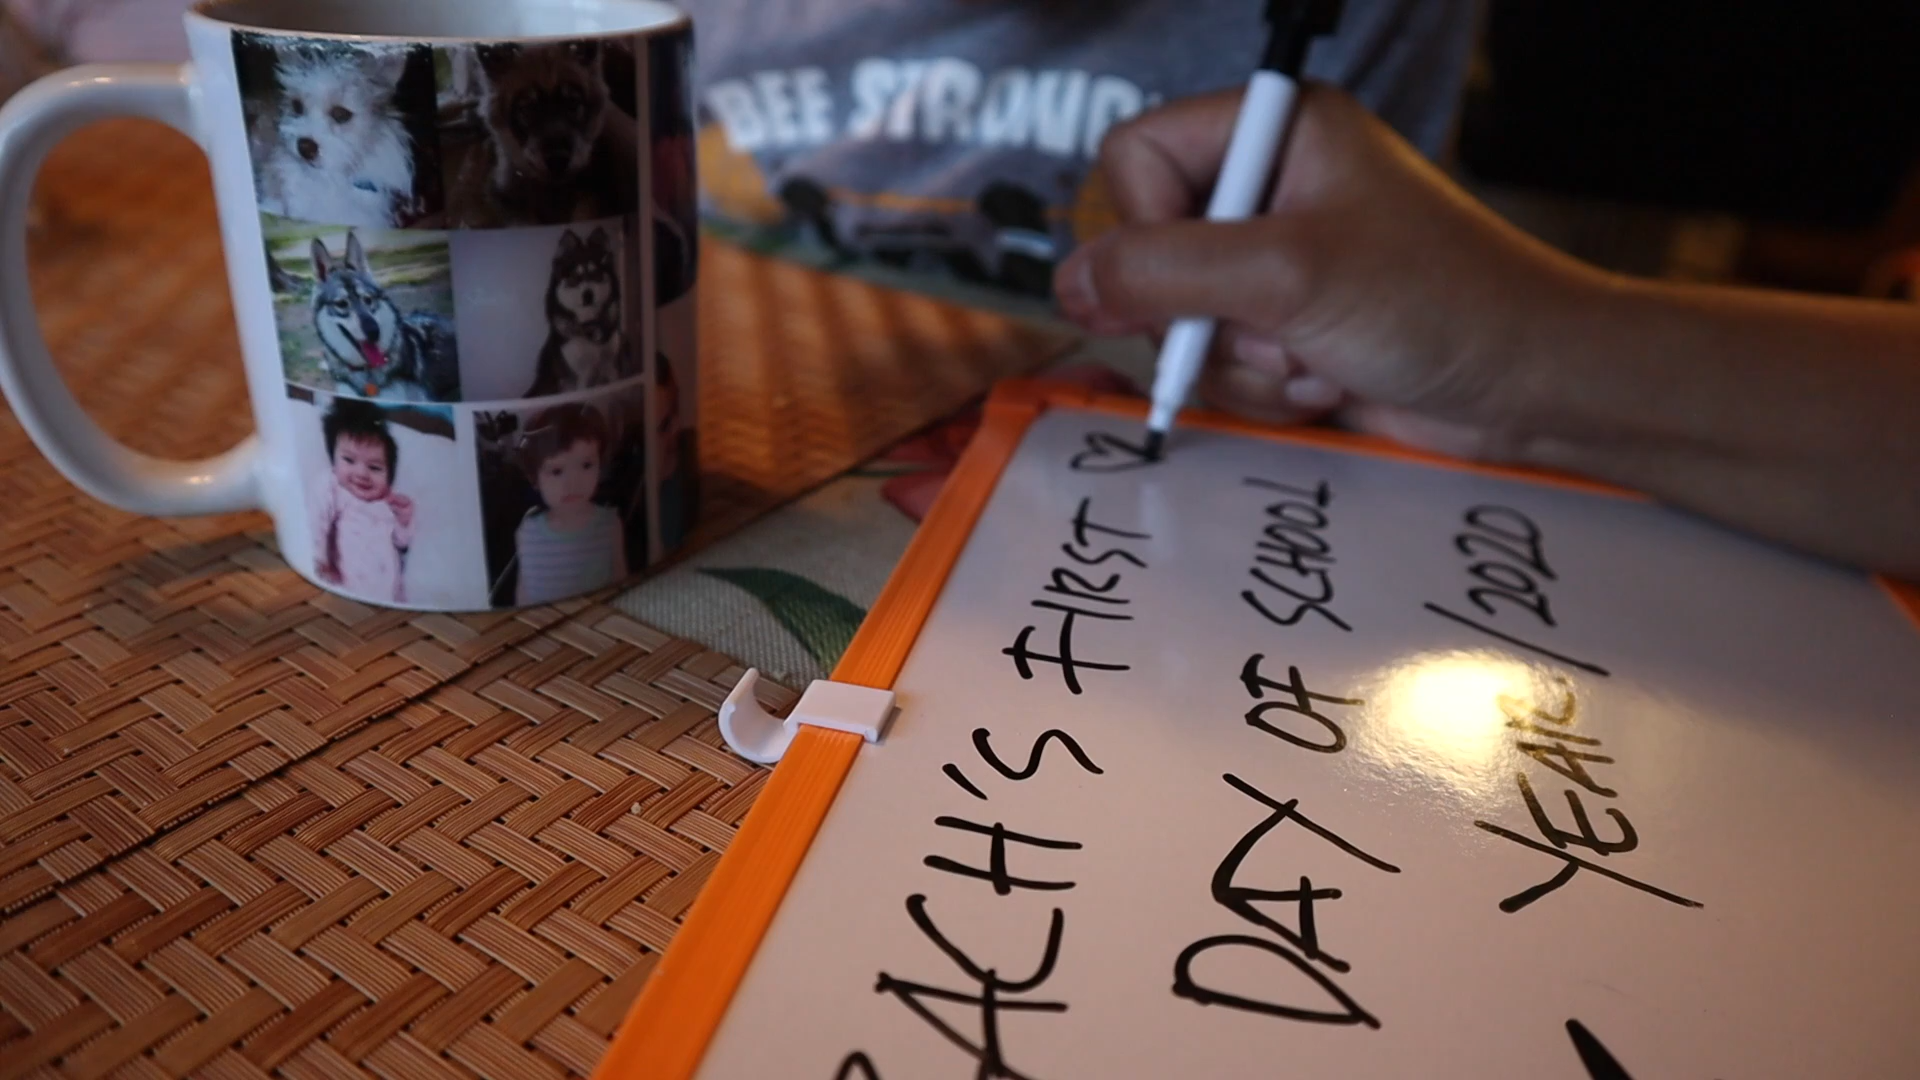 BEE STRONG
ACH'S FIRST ♡
DAY OF SCHOOL
YEAR/2020